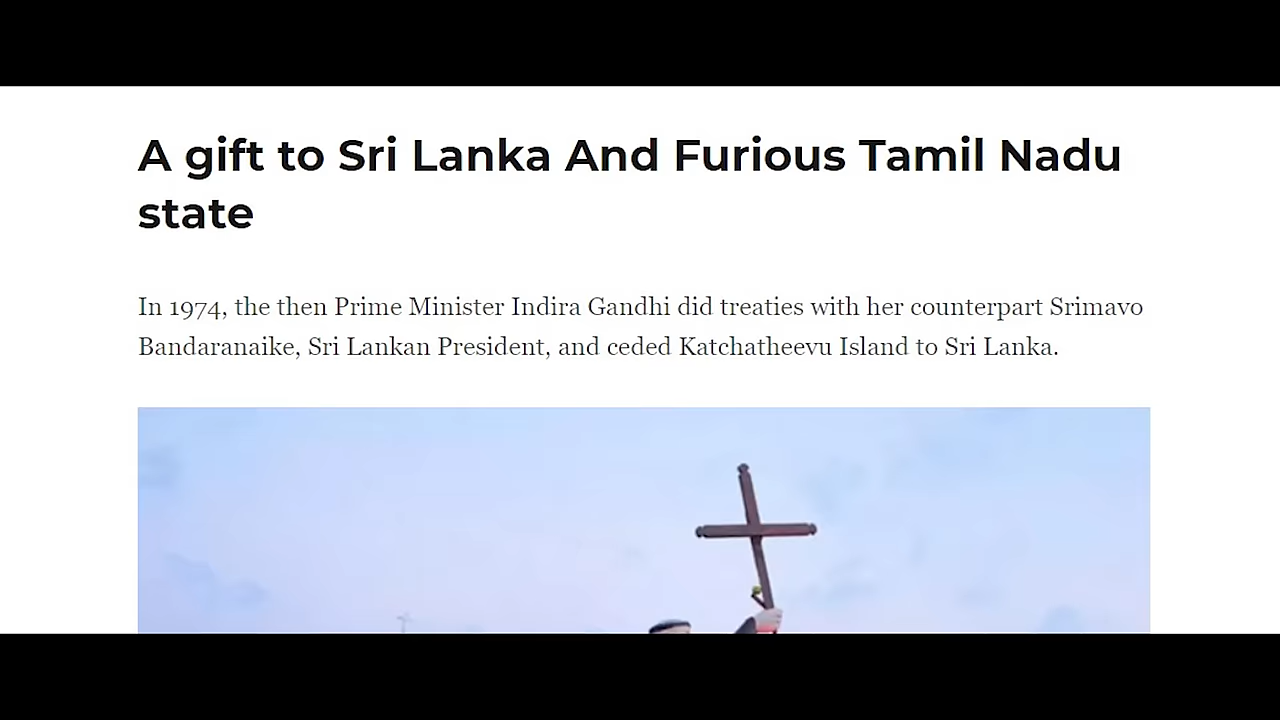 A gift to Sri Lanka And Furious Tamil Nadu
state
In 1974, the then Prime Minister Indira Gandhi did treaties with her counterpart Srimavo
Bandaranaike, Sri Lankan President, and ceded Katchatheevu Island to Sri Lanka.